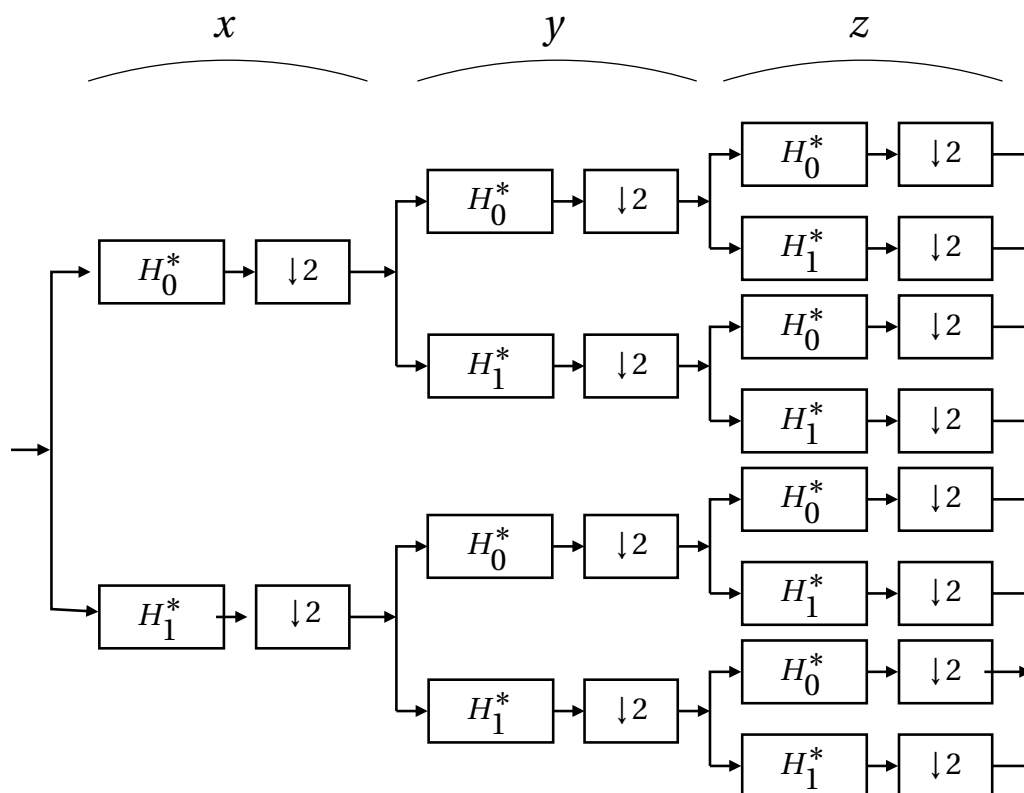 x y z
H₀* ↓2
H₁* ↓2
H₀* ↓2 H₀* ↓2
H₁* ↓2
H₀* ↓2
H₁* ↓2 H₁* ↓2
H₀* ↓2
H₀* ↓2 H₁* ↓2
H₁* ↓2 H₀* ↓2
H₁* ↓2 H₁* ↓2